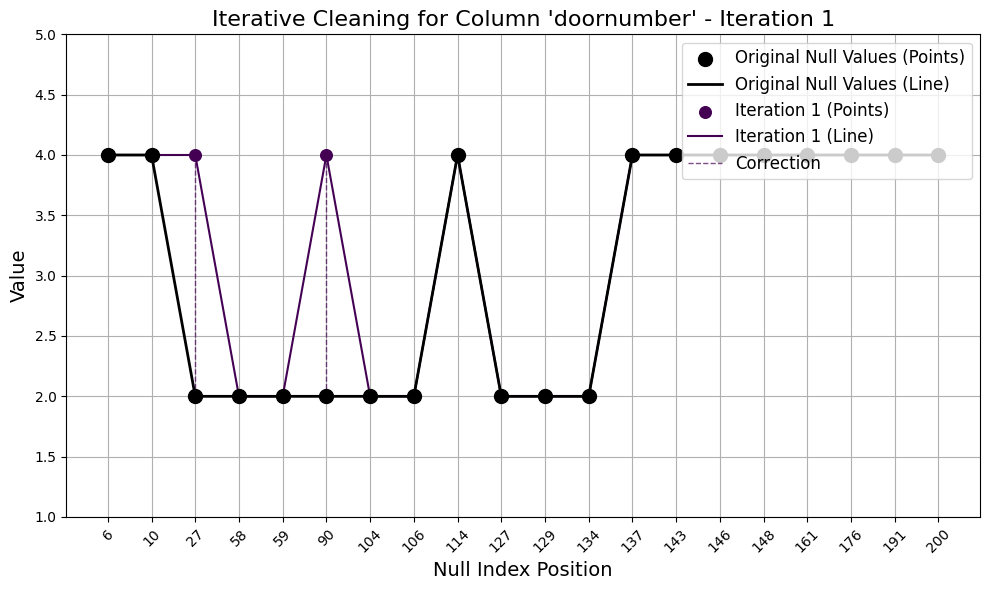 Iterative Cleaning for Column 'doornumber' - Iteration 1
5.0
4.5
4.0
3.5
3.0
2.5
2.0
1.5
1.0
Value
Original Null Values (Points)
Original Null Values (Line)
Iteration 1 (Points)
Iteration 1 (Line)
Correction
6 10 27 58 59 90 104 106 114 127 129 134 137 143 146 148 161 176 191 200
Null Index Position